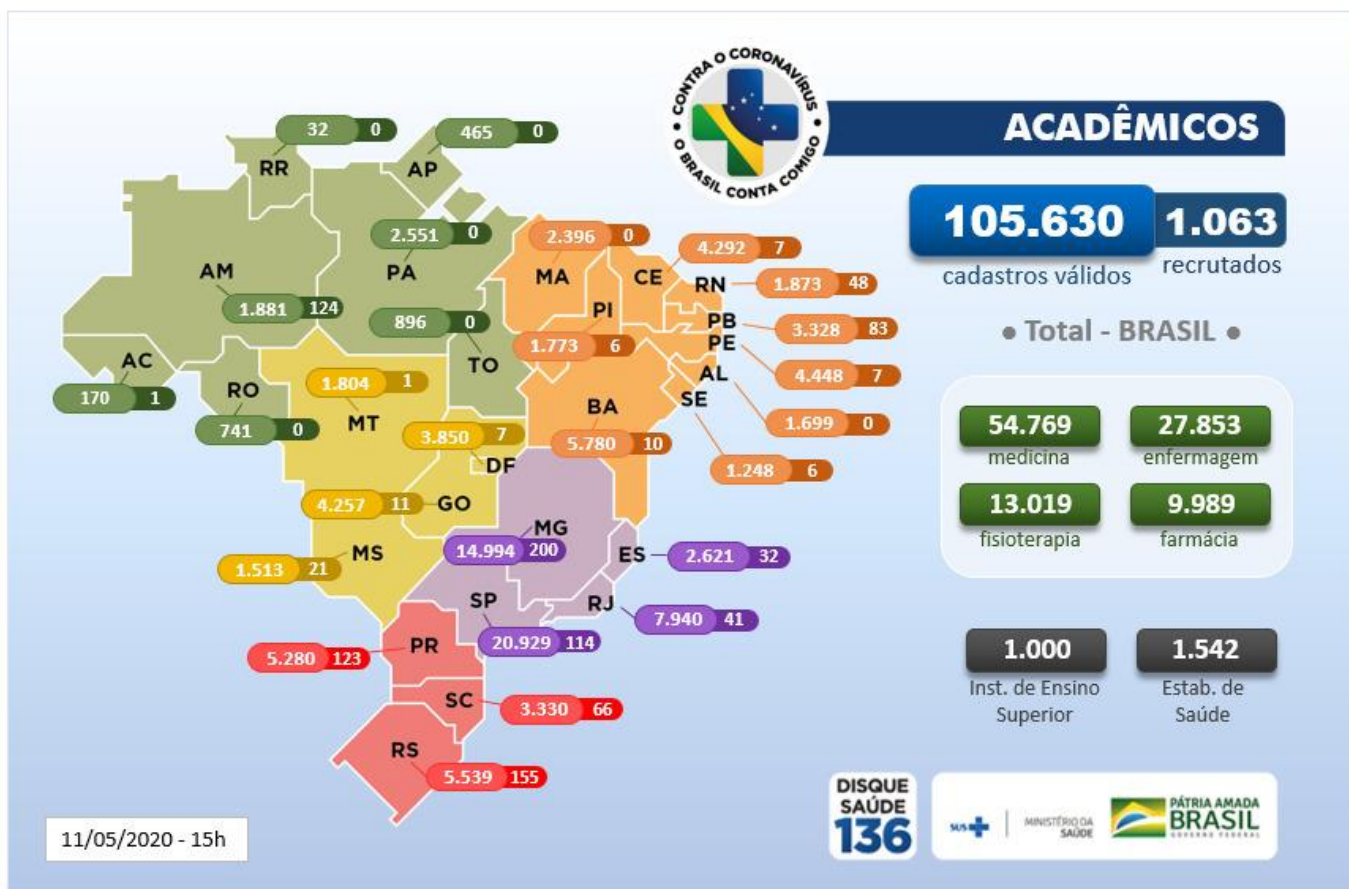 CONTRA O CORONAVÍRUS
O BRASIL CONTA COMIGO
ACADÊMICOS
105.630
cadastros válidos
1.063
recrutados
● Total - BRASIL ●
54.769
medicina
27.853
enfermagem
13.019
fisioterapia
9.989
farmácia
1.000
Inst. de Ensino
Superior
1.542
Estab. de
Saúde
RR
32 0
AP
465 0
AM
1.881 124
PA
2.551 0
AC
170 1
RO
741 0
TO
896 0
MA
2.396 0
PI
1.773 6
CE
4.292 7
RN
1.873 48
PB
3.328 83
PE
4.448 7
AL
1.699 0
SE
1.248 6
BA
5.780 10
MT
1.804 1
DF
3.850 7
GO
4.257 11
MS
1.513 21
MG
14.994 200
ES
2.621 32
RJ
7.940 41
SP
20.929 114
PR
5.280 123
SC
3.330 66
RS
5.539 155
11/05/2020 - 15h
DISQUE
SAÚDE
136
SUS
MINISTÉRIO DA
SAÚDE
PÁTRIA AMADA
BRASIL
GOVERNO FEDERAL